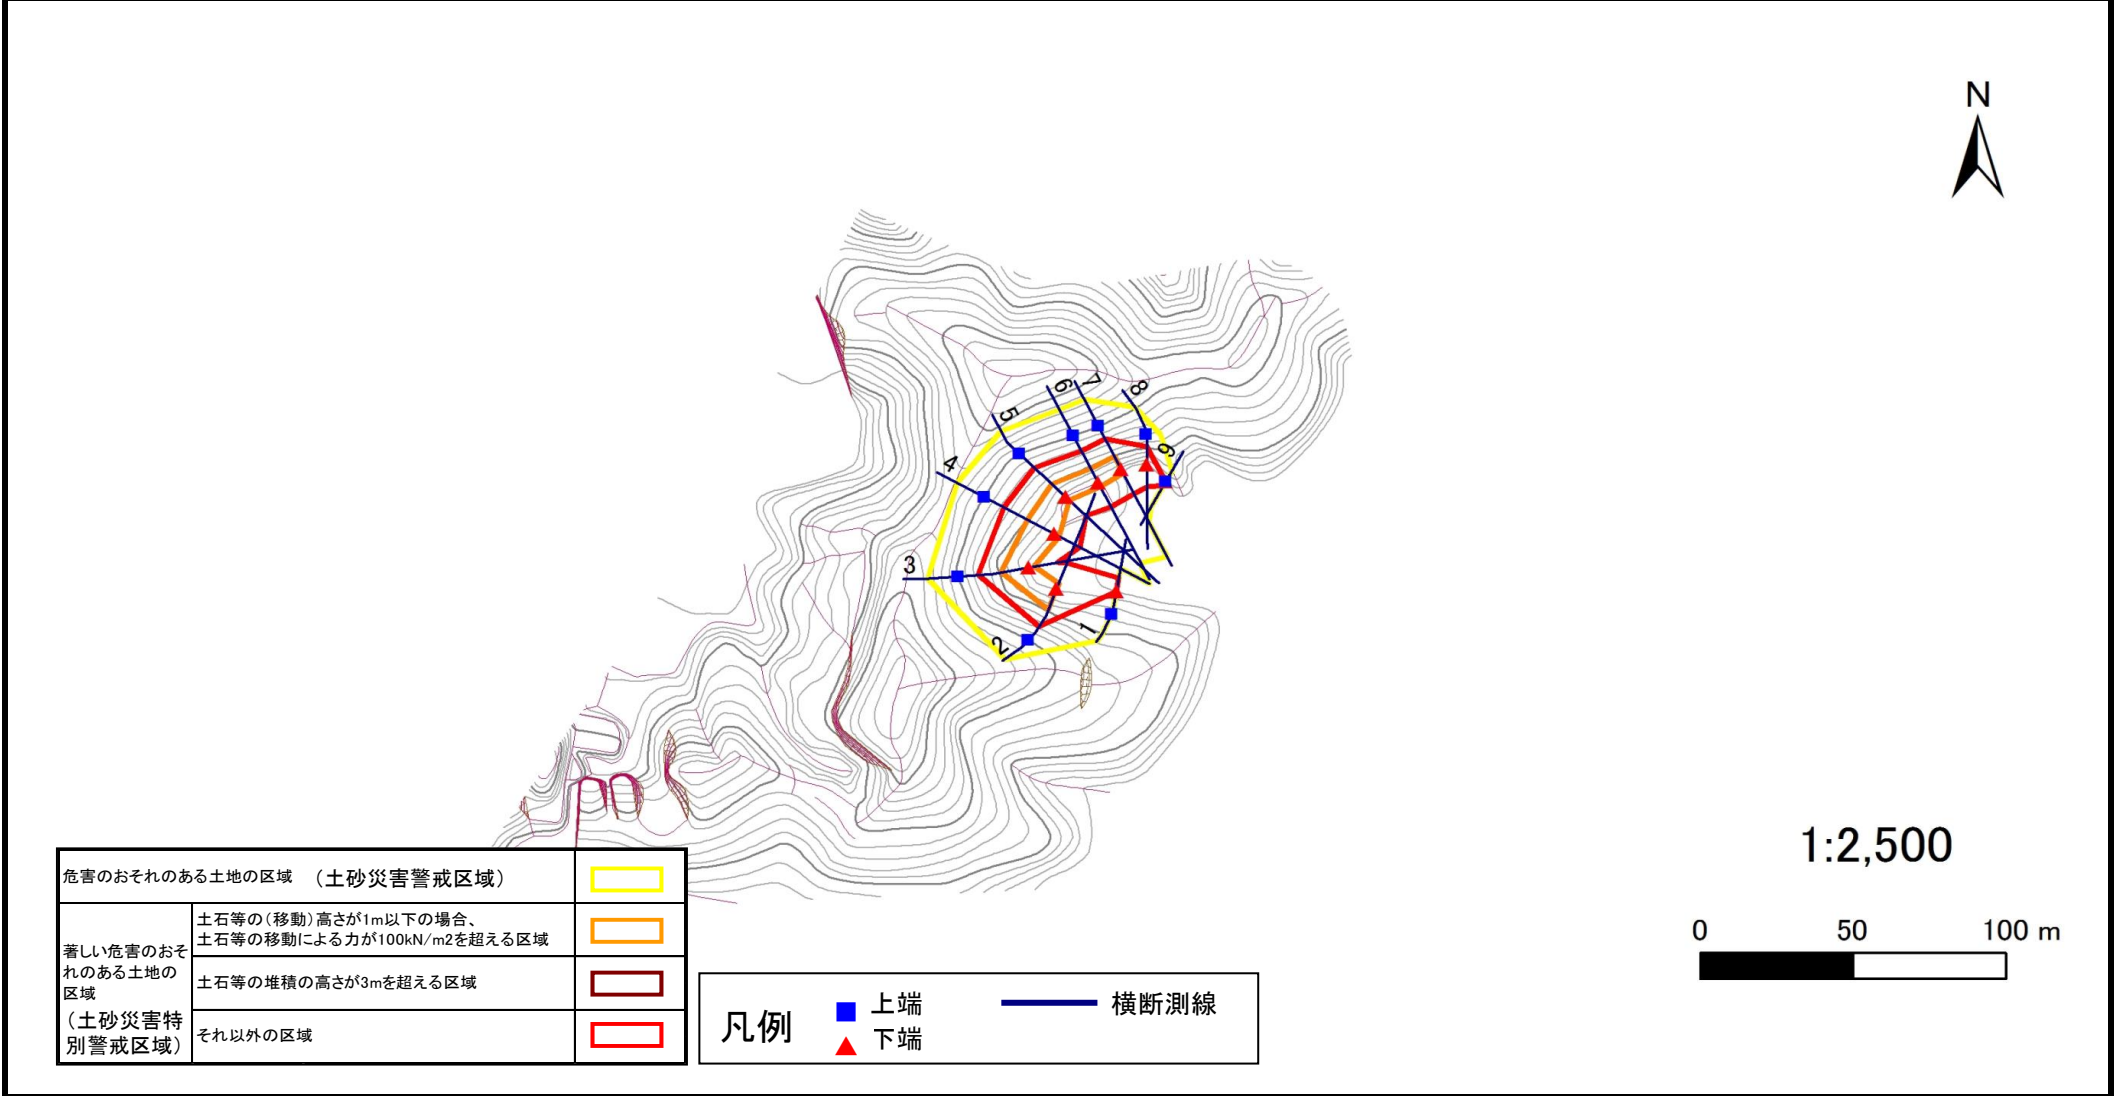 N
6
7
8
5
9
4
3
1
2
1:2,500
0 50 100 m
危害のおそれのある土地の区域 (土砂災害警戒区域)
著しい危害のおそ
れのある土地の
区域
(土砂災害特
別警戒区域)
土石等の(移動)高さが1m以下の場合、
土石等の移動による力が100kN/m2を超える区域
土石等の堆積の高さが3mを超える区域
それ以外の区域
凡例
上端
下端
横断測線